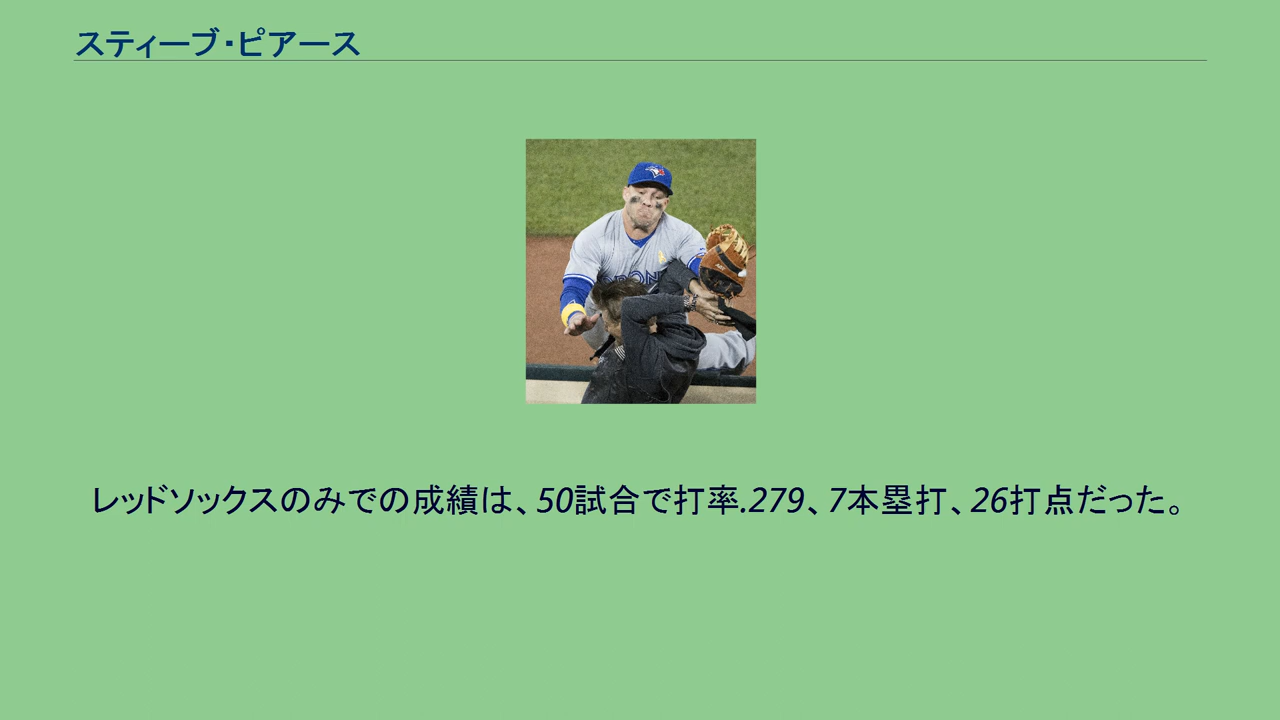 スティーブ・ピアース
レッドソックスのみでの成績は、50試合で打率.279、7本塁打、26打点だった。